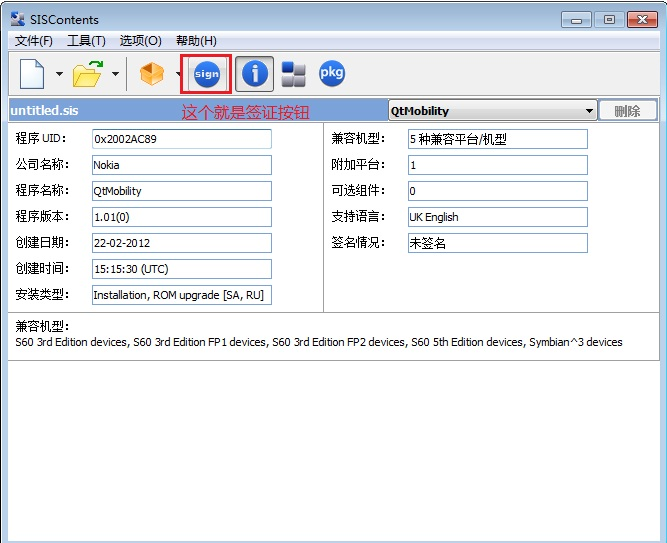 SISContents
文件(F) 工具(T) 选项(O) 帮助(H)
sign i pkg
untitled.sis 这个就是签证按钮 QtMobility 删除
程序 UID: 0x2002AC89 兼容机型: 5 种兼容平台/机型
公司名称: Nokia 附加平台: 1
程序名称: QtMobility 可选组件: 0
程序版本: 1.01(0) 支持语言: UK English
创建日期: 22-02-2012 签名情况: 未签名
创建时间: 15:15:30 (UTC)
安装类型: Installation, ROM upgrade [SA, RU]
兼容机型:
S60 3rd Edition devices, S60 3rd Edition FP1 devices, S60 3rd Edition FP2 devices, S60 5th Edition devices, Symbian^3 devices